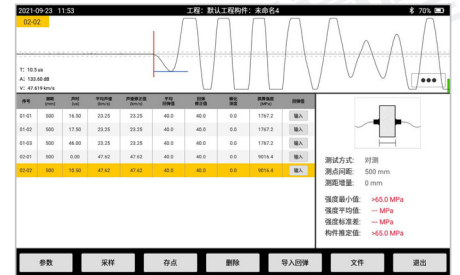 2021-09-23 11:53 工程：默认工程构件：未命名4 70%
02-02
T: 10.5 us
A: 133.60 dB
V: 47.619 km/s
序号 测距(mm) 声时(us) 平均声速(km/s) 声速修正值(km/s) 平均回弹值 回弹修正值 碳化深度 换算强度(MPa) 回弹值
01-01 500 16.50 23.25 23.25 40.0 40.0 0.0 1767.2 输入
01-02 500 17.50 23.25 23.25 40.0 40.0 0.0 1767.2 输入
01-03 500 46.00 23.25 23.25 40.0 40.0 0.0 1767.2 输入
02-01 500 0.00 47.62 47.62 40.0 40.0 0.0 9016.4 输入
02-02 500 10.50 47.62 47.62 40.0 40.0 0.0 9016.4 输入
测试方式: 对测
测点间距: 500 mm
测距增量: 0 mm
强度最小值: >65.0 MPa
强度平均值: --- MPa
强度标准差: --- MPa
构件推定值: >65.0 MPa
参数 采样 存点 删除 导入回弹 文件 退出